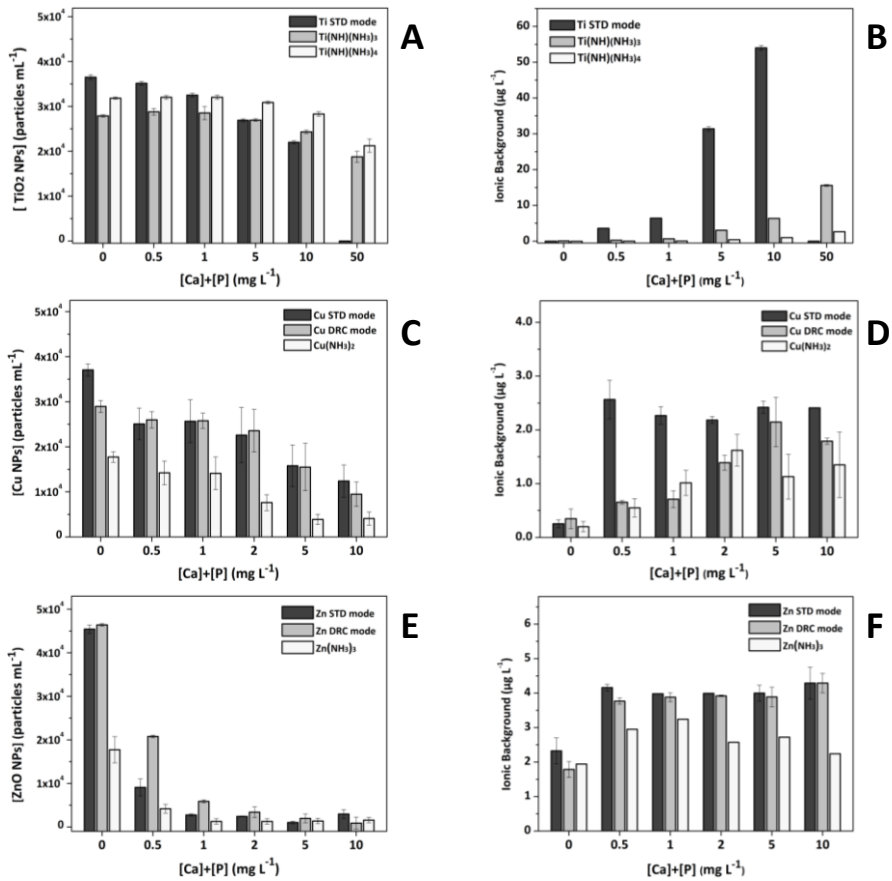 A
Ti STD mode
Ti(NH)(NH₃)₃
Ti(NH)(NH₃)₄
[ TiO2 NPs] (particles mL⁻¹)
5x10⁴
4x10⁴
3x10⁴
2x10⁴
1x10⁴
0
0 0.5 1 5 10 50
[Ca]+[P] (mg L⁻¹)
B
Ti STD mode
Ti(NH)(NH₃)₃
Ti(NH)(NH₃)₄
Ionic Background (µg L⁻¹)
60
50
40
30
20
10
0
0 0.5 1 5 10 50
[Ca]+[P] (mg L⁻¹)
C
Cu STD mode
Cu DRC mode
Cu(NH₃)₂
[Cu NPs] (particles mL⁻¹)
5x10⁴
4x10⁴
3x10⁴
2x10⁴
1x10⁴
0
0 0.5 1 2 5 10
[Ca]+[P] (mg L⁻¹)
D
Cu STD mode
Cu DRC mode
Cu(NH₃)₂
Ionic Background (µg L⁻¹)
4.0
3.0
2.0
1.0
0.0
0 0.5 1 2 5 10
[Ca]+[P] (mg L⁻¹)
E
Zn STD mode
Zn DRC mode
Zn(NH₃)₃
[ZnO NPs] (particles mL⁻¹)
5x10⁴
4x10⁴
3x10⁴
2x10⁴
1x10⁴
0
0 0.5 1 2 5 10
[Ca]+[P] (mg L⁻¹)
F
Zn STD mode
Zn DRC mode
Zn(NH₃)₃
Ionic Background (µg L⁻¹)
6
5
4
3
2
1
0
0 0.5 1 2 5 10
[Ca]+[P] (mg L⁻¹)